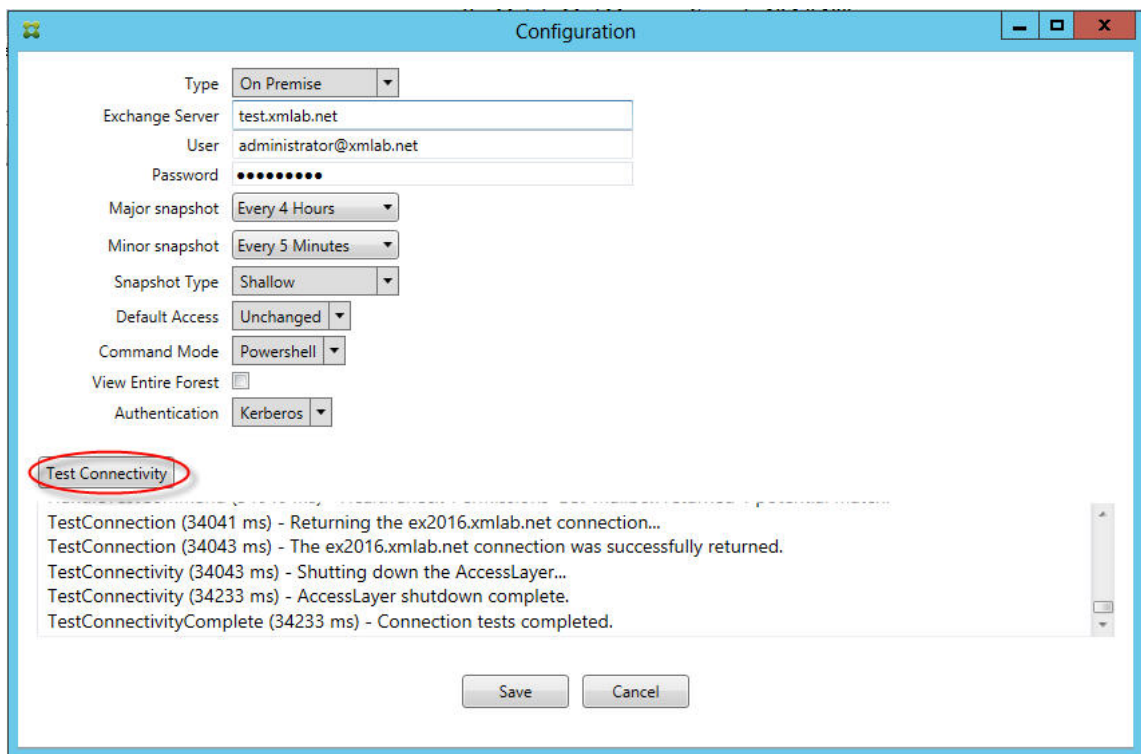 Configuration
Type On Premise
Exchange Server test.xmlab.net
User administrator@xmlab.net
Password •••••••••
Major snapshot Every 4 Hours
Minor snapshot Every 5 Minutes
Snapshot Type Shallow
Default Access Unchanged
Command Mode Powershell
View Entire Forest
Authentication Kerberos
Test Connectivity
TestConnection (34041 ms) - Returning the ex2016.xmlab.net connection...
TestConnection (34043 ms) - The ex2016.xmlab.net connection was successfully returned.
TestConnectivity (34043 ms) - Shutting down the AccessLayer...
TestConnectivity (34233 ms) - AccessLayer shutdown complete.
TestConnectivityComplete (34233 ms) - Connection tests completed.
Save Cancel